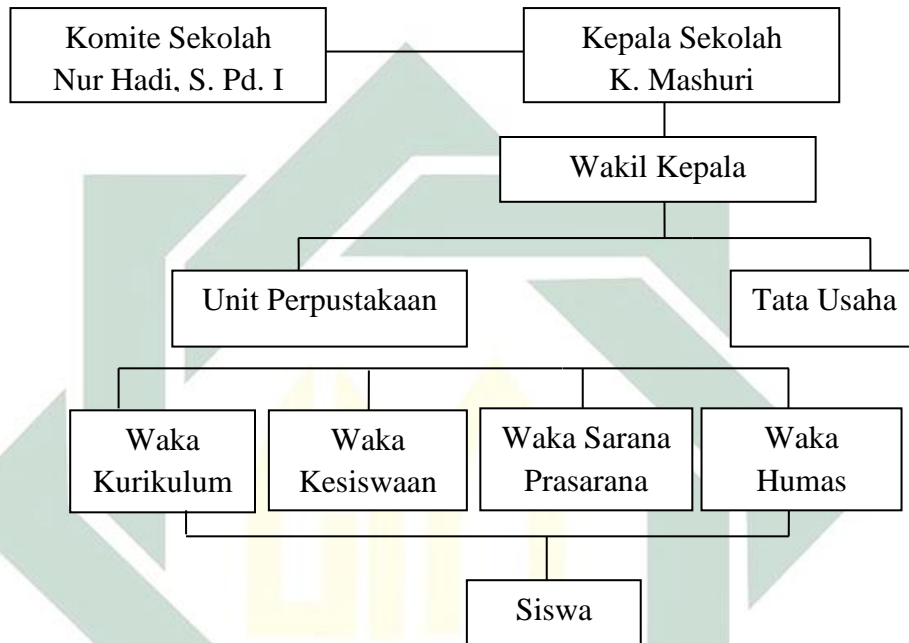 Komite Sekolah
Nur Hadi, S. Pd. I
Kepala Sekolah
K. Mashuri
Wakil Kepala
Unit Perpustakaan
Tata Usaha
Waka
Kurikulum
Waka
Kesiswaan
Waka Sarana
Prasarana
Waka
Humas
Siswa